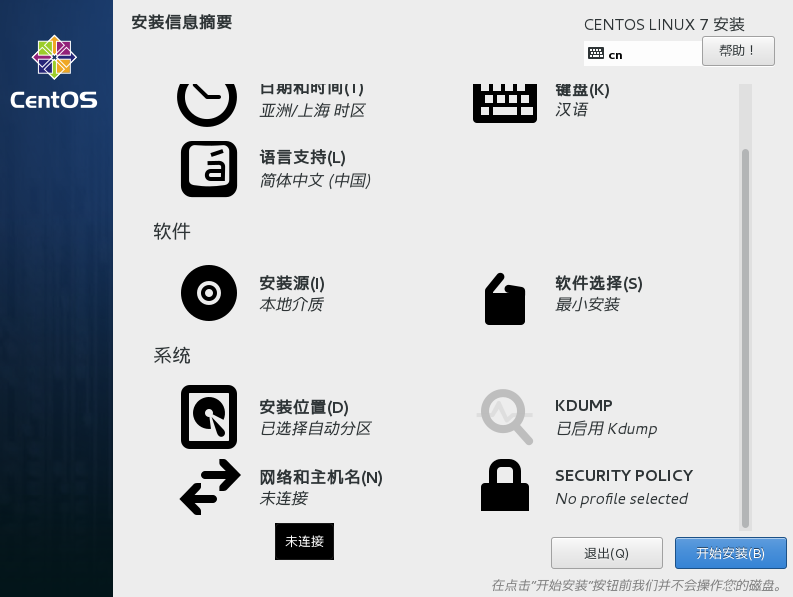 安装信息摘要
CENTOS LINUX 7 安装
cn
帮助！
CentOS
日期和时间(T)
亚洲/上海 时区
键盘(K)
汉语
语言支持(L)
简体中文 (中国)
软件
安装源(I)
本地介质
软件选择(S)
最小安装
系统
安装位置(D)
已选择自动分区
KDUMP
已启用 Kdump
网络和主机名(N)
未连接
SECURITY POLICY
No profile selected
未连接
退出(Q)
开始安装(B)
在点击"开始安装"按钮前我们并不会操作您的磁盘。